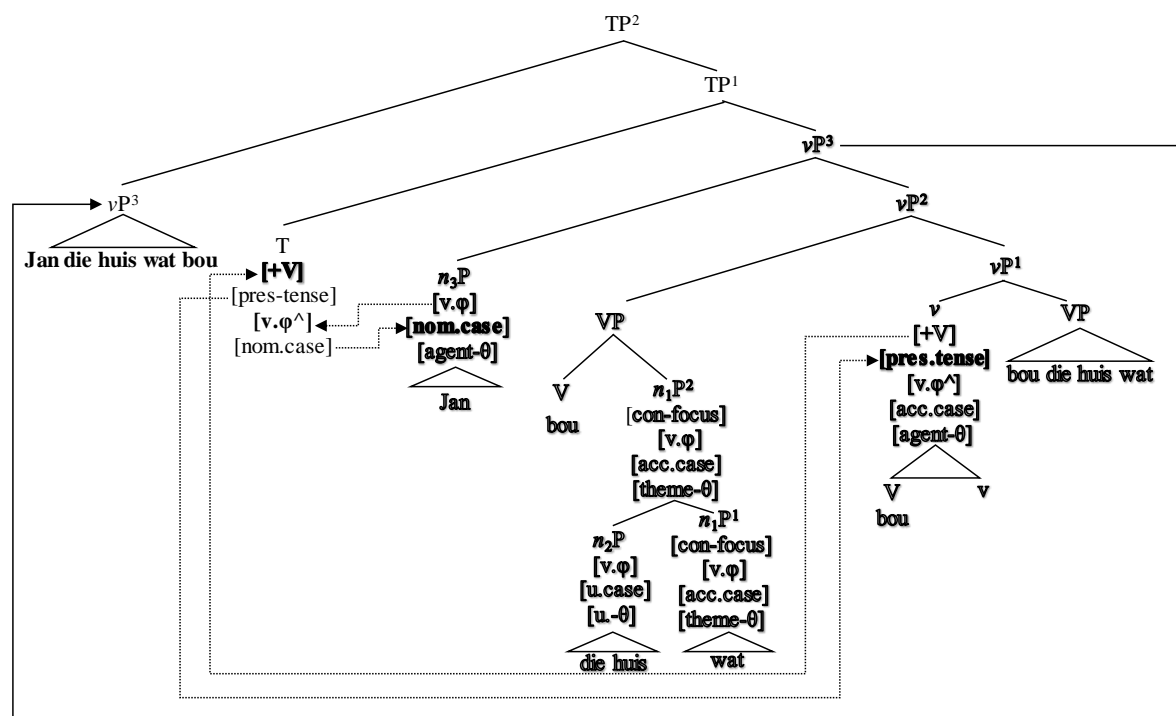 TP²
TP¹
vP³
vP³
vP²
Jan die huis wat bou
T
[+V]
[pres-tense]
[v.φ^]
[nom.case]
n₃P
[v.φ]
[nom.case]
[agent-θ]
Jan
vP¹
VP
V
bou
n₁P²
[con-focus]
[v.φ]
[acc.case]
[theme-θ]
n₂P
[v.φ]
[u.case]
[u.-θ]
die huis
n₁P¹
[con-focus]
[v.φ]
[acc.case]
[theme-θ]
wat
v
[+V]
[pres.tense]
[v.φ^]
[acc.case]
[agent-θ]
V
v
bou
VP
bou die huis wat